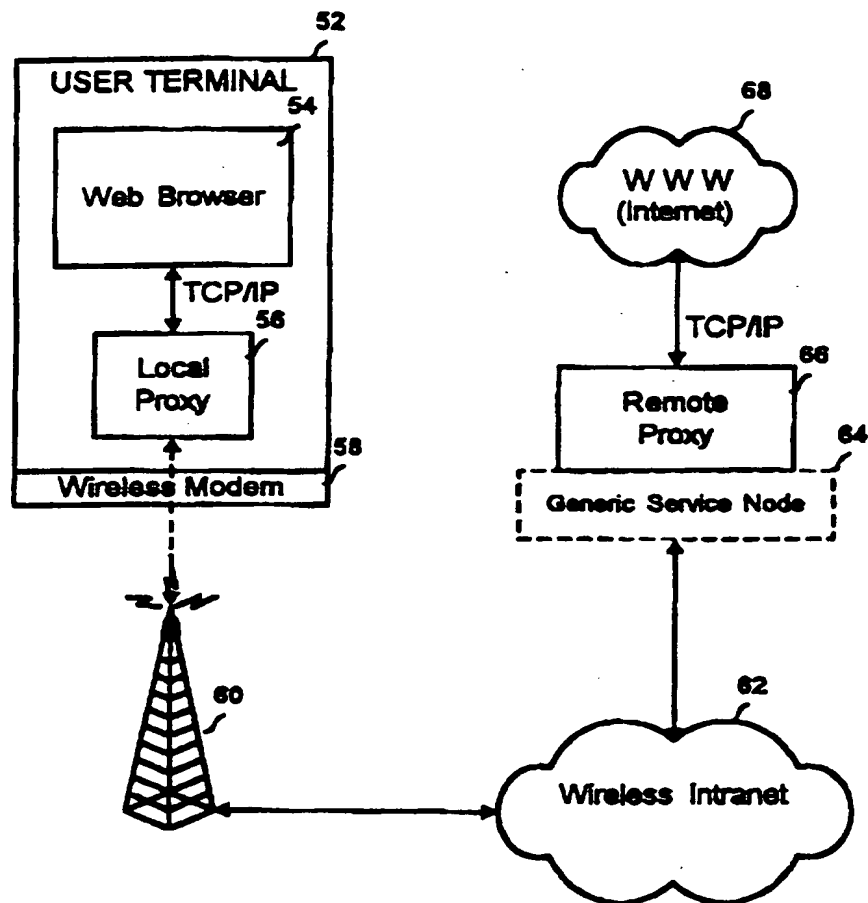 52
USER TERMINAL
54
Web Browser
TCP/IP
56
Local
Proxy
58
Wireless Modem
60
68
W W W
(Internet)
TCP/IP
66
Remote
Proxy
64
Generic Service Node
62
Wireless Intranet